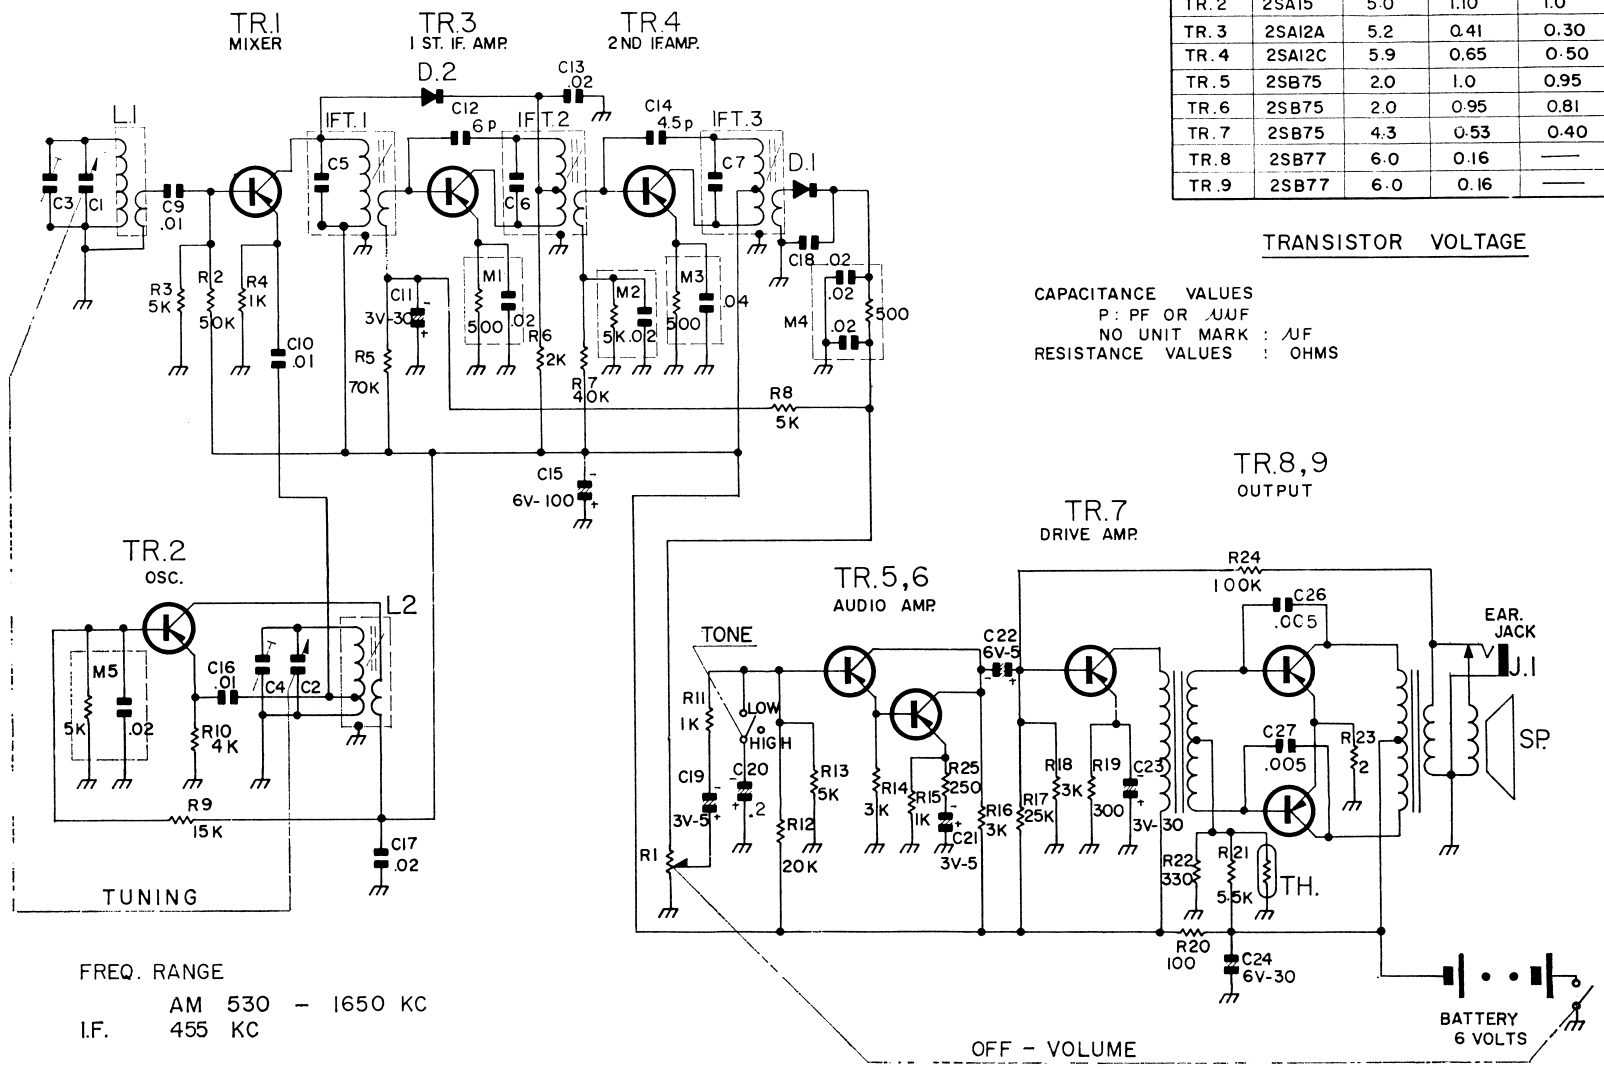 TR.1
MIXER
TR.3
1 ST. IF. AMP.
TR.4
2ND IF.AMP.
TR.2 2SA15 5.0 1.10 1.0
TR.3 2SA12A 5.2 0.41 0.30
TR.4 2SA12C 5.9 0.65 0.50
TR.5 2SB75 2.0 1.0 0.95
TR.6 2SB75 2.0 0.95 0.81
TR.7 2SB75 4.3 0.53 0.40
TR.8 2SB77 6.0 0.16 —
TR.9 2SB77 6.0 0.16 —
TRANSISTOR VOLTAGE
CAPACITANCE VALUES
P: PF OR μμF
NO UNIT MARK : μF
RESISTANCE VALUES : OHMS
D.2
C13
.02
C12
6p
C14
4.5p
L.1
IFT.1
IFT.2
IFT.3
D.1
C5
C6
C7
C3
C1
C9
.01
C18 .02
R3
5K
R2
50K
R4
1K
C11
3V-30
M1
500
.02
R6
2K
M2
5K
.02
M3
500
.04
M4
.02
.02
500
C10
.01
R5
70K
R7
40K
R8
5K
C15
6V-100
-
+
TR.2
OSC.
L2
M5
5K
.02
C16
.01
C4
C2
R10
4K
R9
15K
C17
.02
TUNING
FREQ. RANGE
AM 530 – 1650 KC
I.F. 455 KC
TR.5,6
AUDIO AMP.
TR.7
DRIVE AMP.
TR.8,9
OUTPUT
TONE
LOW
HIGH
R11
1K
C19
3V-5
C20
.2
R1
R12
20K
R13
5K
R14
3K
R15
1K
R25
250
C21
3V-5
R16
3K
C22
6V-5
R17
25K
R18
3K
R19
300
C23
3V-30
R24
100K
C26
.005
C27
.005
R23
2
R22
330
R21
5.5K
TH.
R20
100
C24
6V-30
EAR.
JACK
J.1
SP.
BATTERY
6 VOLTS
OFF – VOLUME